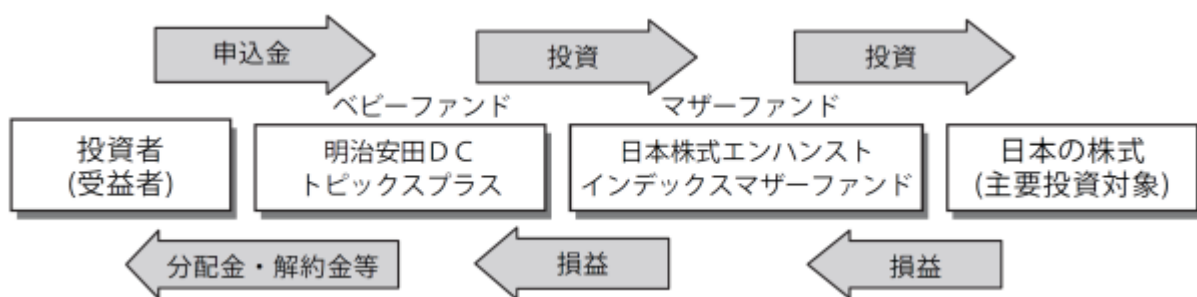 申込金
投資
投資
ベビーファンド
マザーファンド
投資者
(受益者)
明治安田ＤＣ
トピックスプラス
日本株式エンハンスト
インデックスマザーファンド
日本の株式
(主要投資対象)
分配金・解約金等
損益
損益